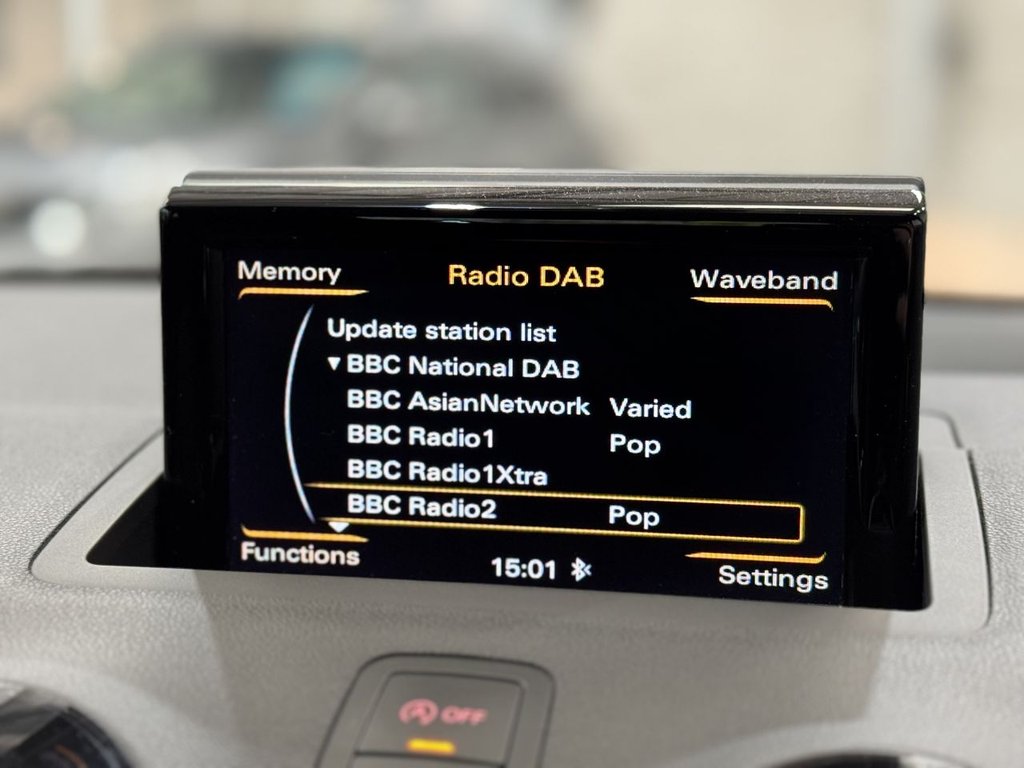 Memory Radio DAB Waveband
Update station list
BBC National DAB
BBC AsianNetwork Varied
BBC Radio1 Pop
BBC Radio1Xtra
BBC Radio2 Pop
Functions 15:01 Settings
OFF